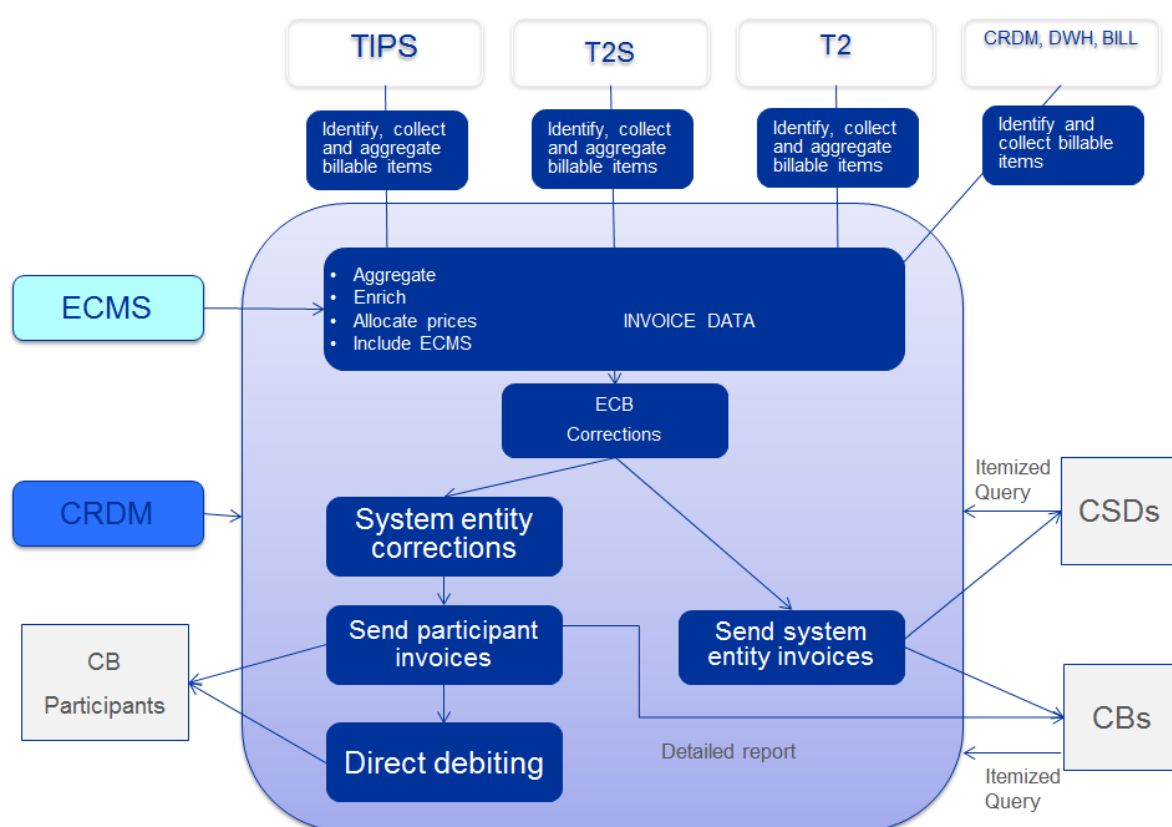 TIPS
T2S
T2
CRDM, DWH, BILL
Identify, collect
and aggregate
billable items
Identify, collect
and aggregate
billable items
Identify, collect
and aggregate
billable items
Identify and
collect billable
items
ECMS
• Aggregate
• Enrich
• Allocate prices
• Include ECMS
INVOICE DATA
ECB
Corrections
CRDM
System entity
corrections
Itemized
Query
CSDs
Send participant
invoices
Send system
entity invoices
CB
Participants
CBs
Direct debiting
Detailed report
Itemized
Query